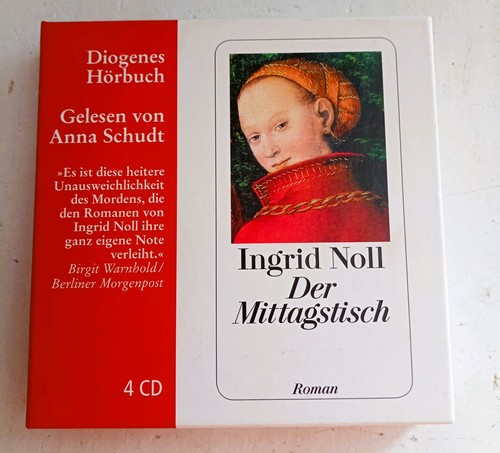 Diogenes
Hörbuch
Gelesen von
Anna Schudt
»Es ist diese heitere
Unausweichlichkeit
des Mordens, die
den Romanen von
Ingrid Noll ihre
ganz eigene Note
verleiht.«
Birgit Warnhold/
Berliner Morgenpost
4 CD
Ingrid Noll
Der
Mittagstisch
Roman